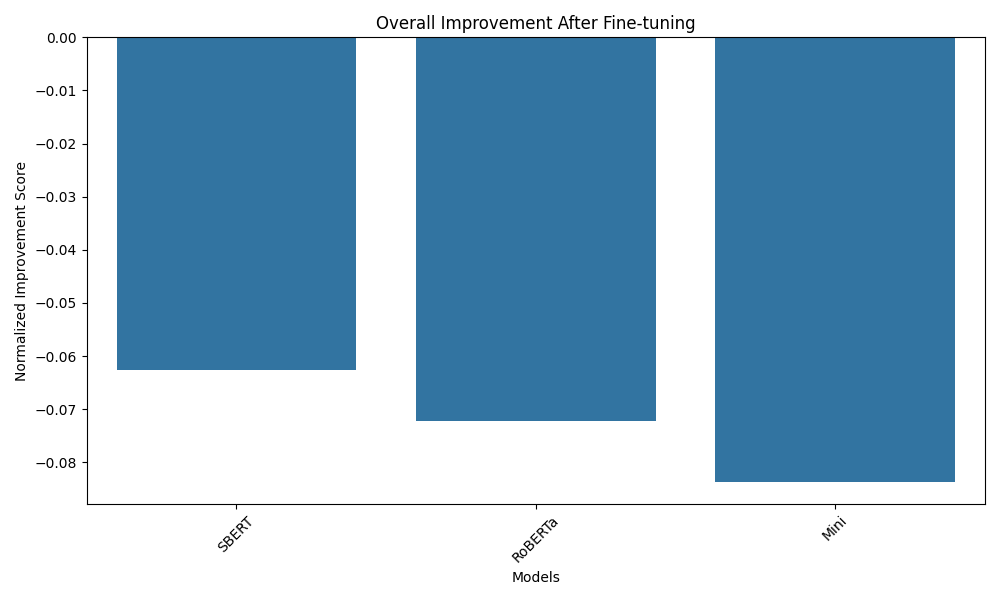 Overall Improvement After Fine-tuning
Normalized Improvement Score
0.00
−0.01
−0.02
−0.03
−0.04
−0.05
−0.06
−0.07
−0.08
SBERT
RoBERTa
Mini
Models